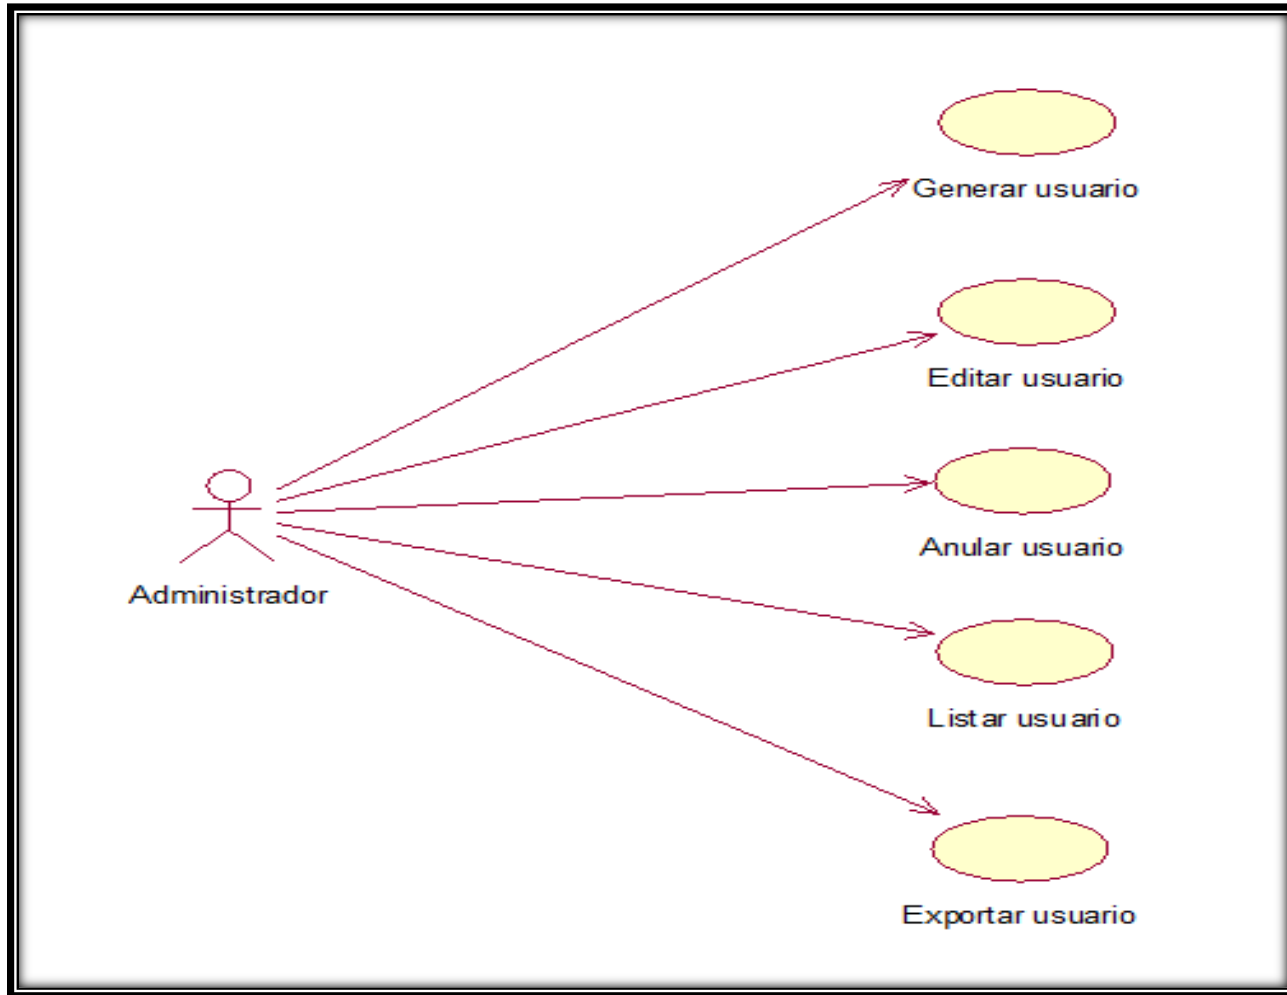 Generar usuario
Editar usuario
Anular usuario
Administrador
Listar usuario
Exportar usuario